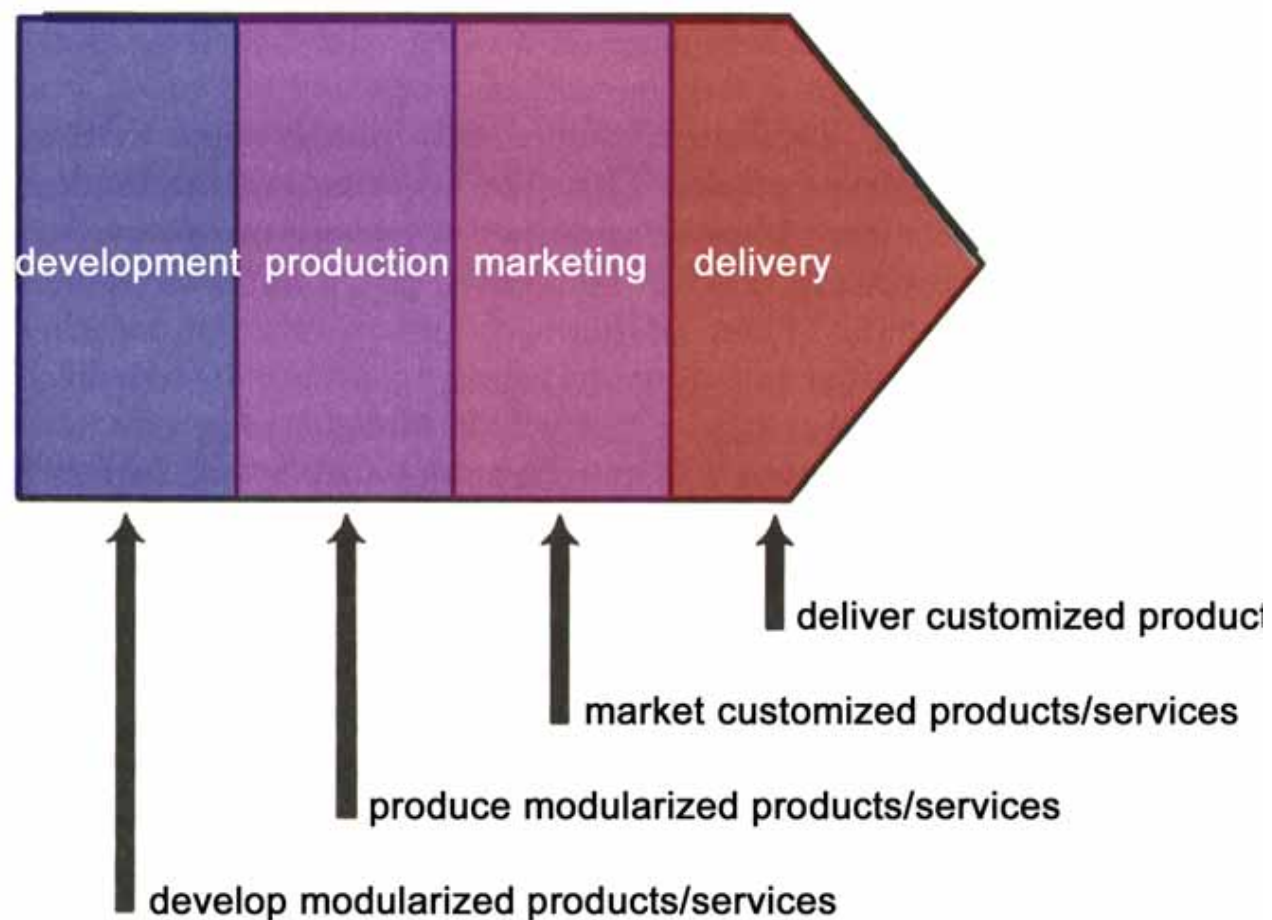 development production marketing delivery
deliver customized product
market customized products/services
produce modularized products/services
develop modularized products/services